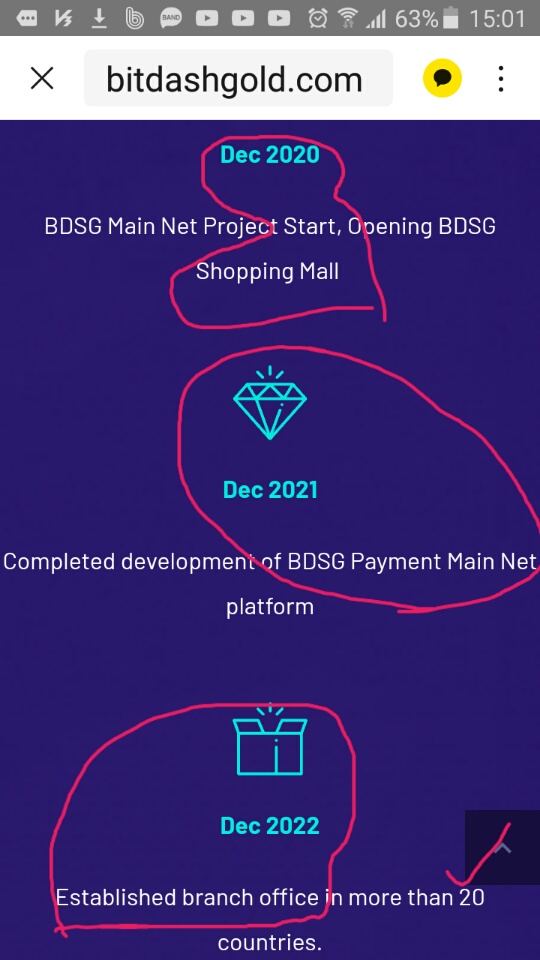 BAND
63% 15:01
bitdashgold.com
Dec 2020
BDSG Main Net Project Start, Opening BDSG
Shopping Mall
Dec 2021
Completed development of BDSG Payment Main Net
platform
Dec 2022
Established branch office in more than 20
countries.